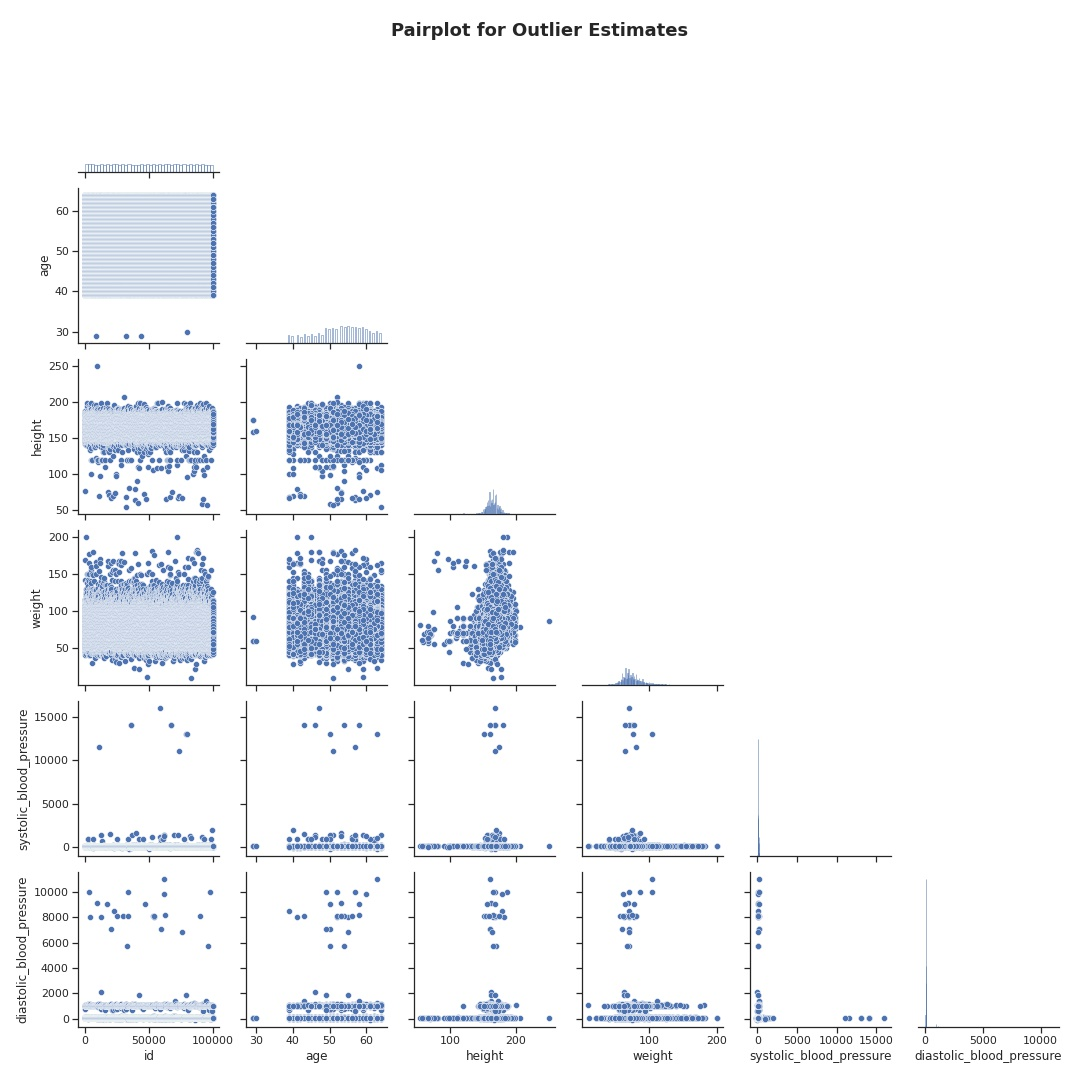 Pairplot for Outlier Estimates
60
50
40
30
age
250
200
150
100
50
height
200
150
100
50
weight
15000
10000
5000
0
systolic_blood_pressure
10000
8000
6000
4000
2000
0
diastolic_blood_pressure
30 40 50 60
100 200
100 200
0 5000 10000 15000
0 5000 10000
0 50000 100000
id age height weight systolic_blood_pressure diastolic_blood_pressure